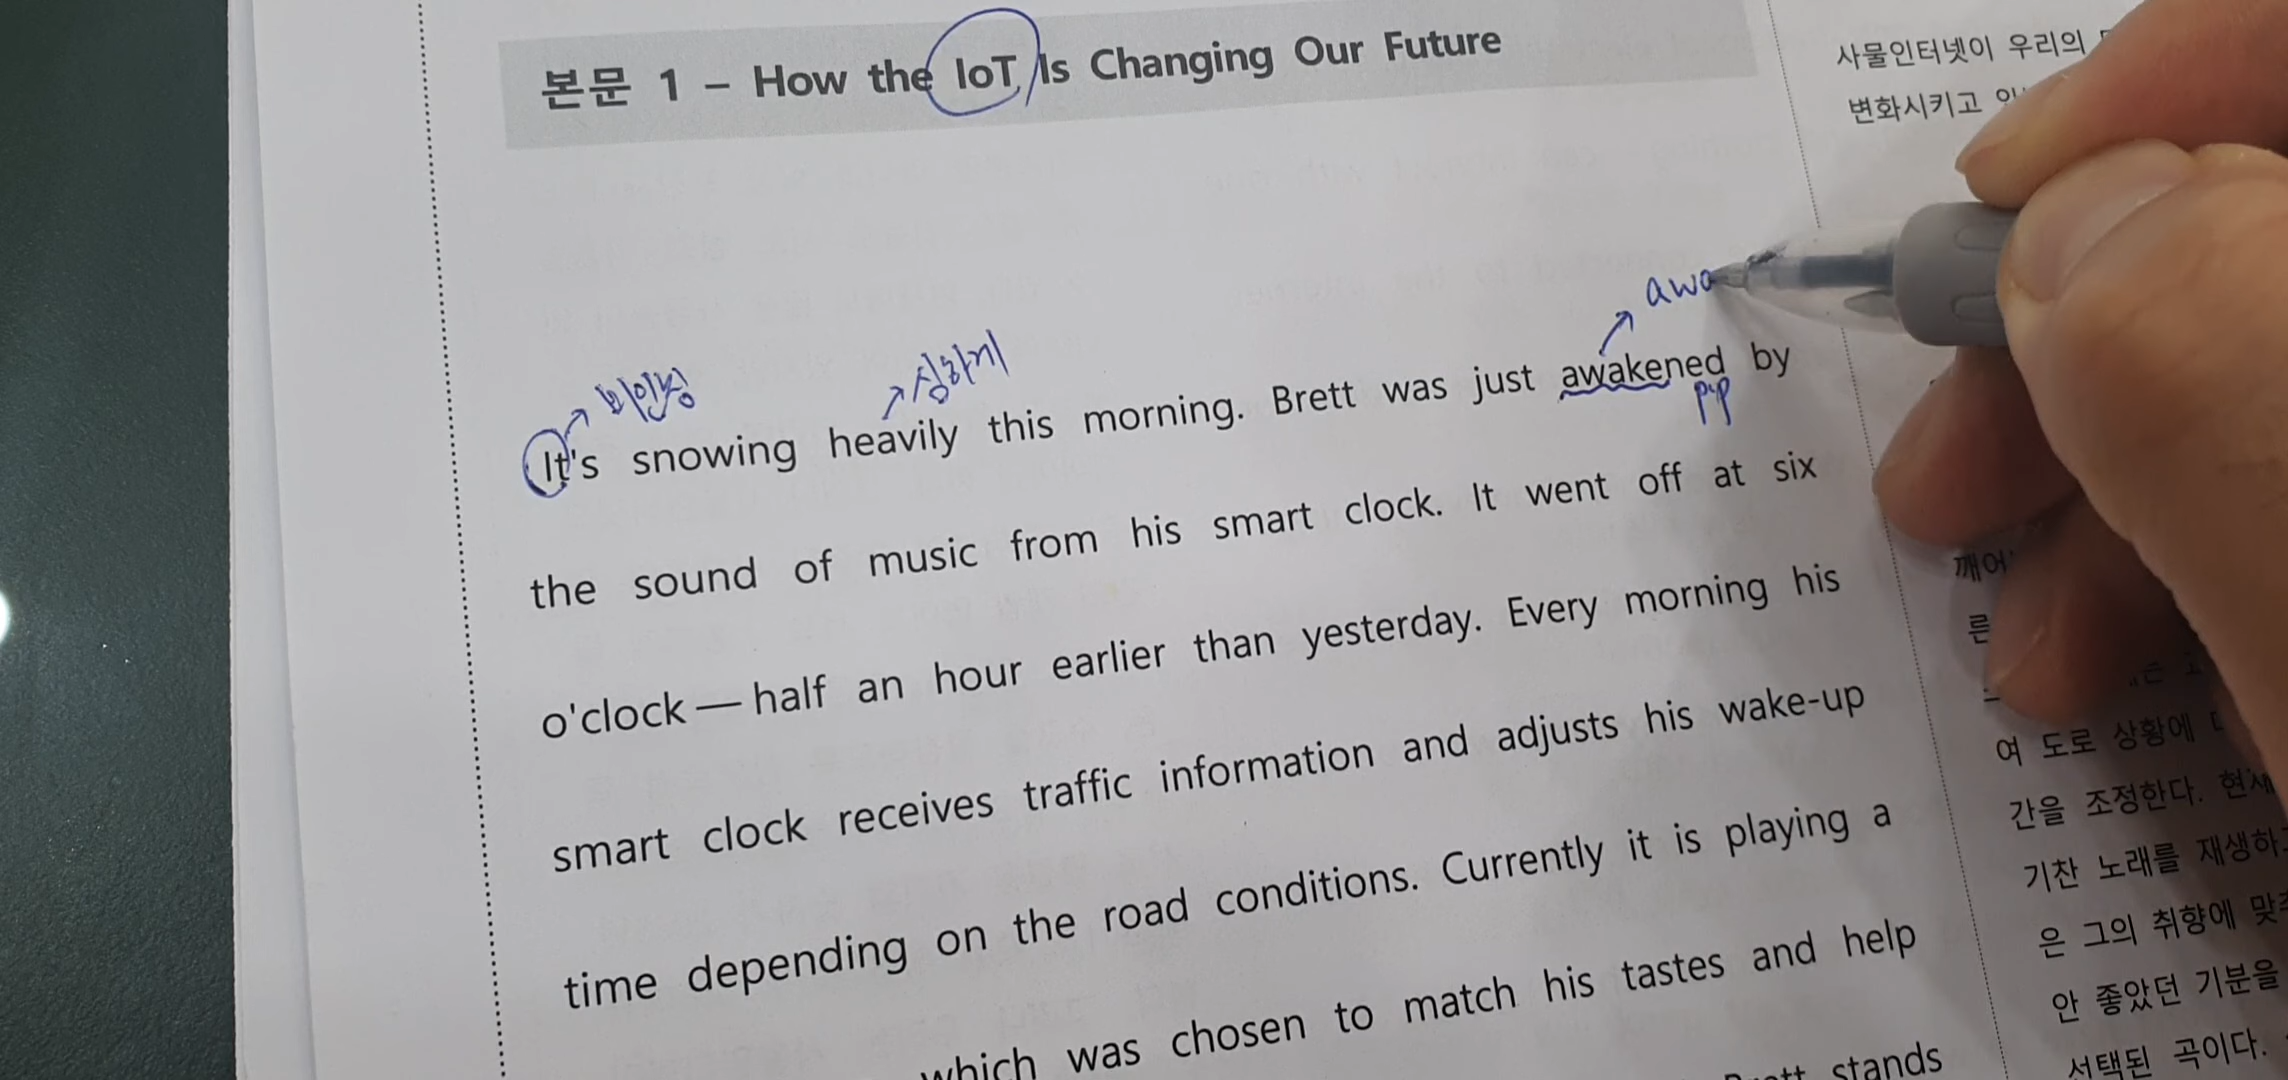 본문 1 – How the IoT Is Changing Our Future
사물인터넷이 우리의
변화시키고
awa
비인칭
심하게
It's snowing heavily this morning. Brett was just awakened by
p.p
the sound of music from his smart clock. It went off at six
o'clock — half an hour earlier than yesterday. Every morning his
smart clock receives traffic information and adjusts his wake-up
time depending on the road conditions. Currently it is playing a
which was chosen to match his tastes and help
stands
여 도로 상황에
간을 조정한다. 현재
기찬 노래를 재생하고
은 그의 취향에
안 좋았던 기분을
선택된 곡이다.